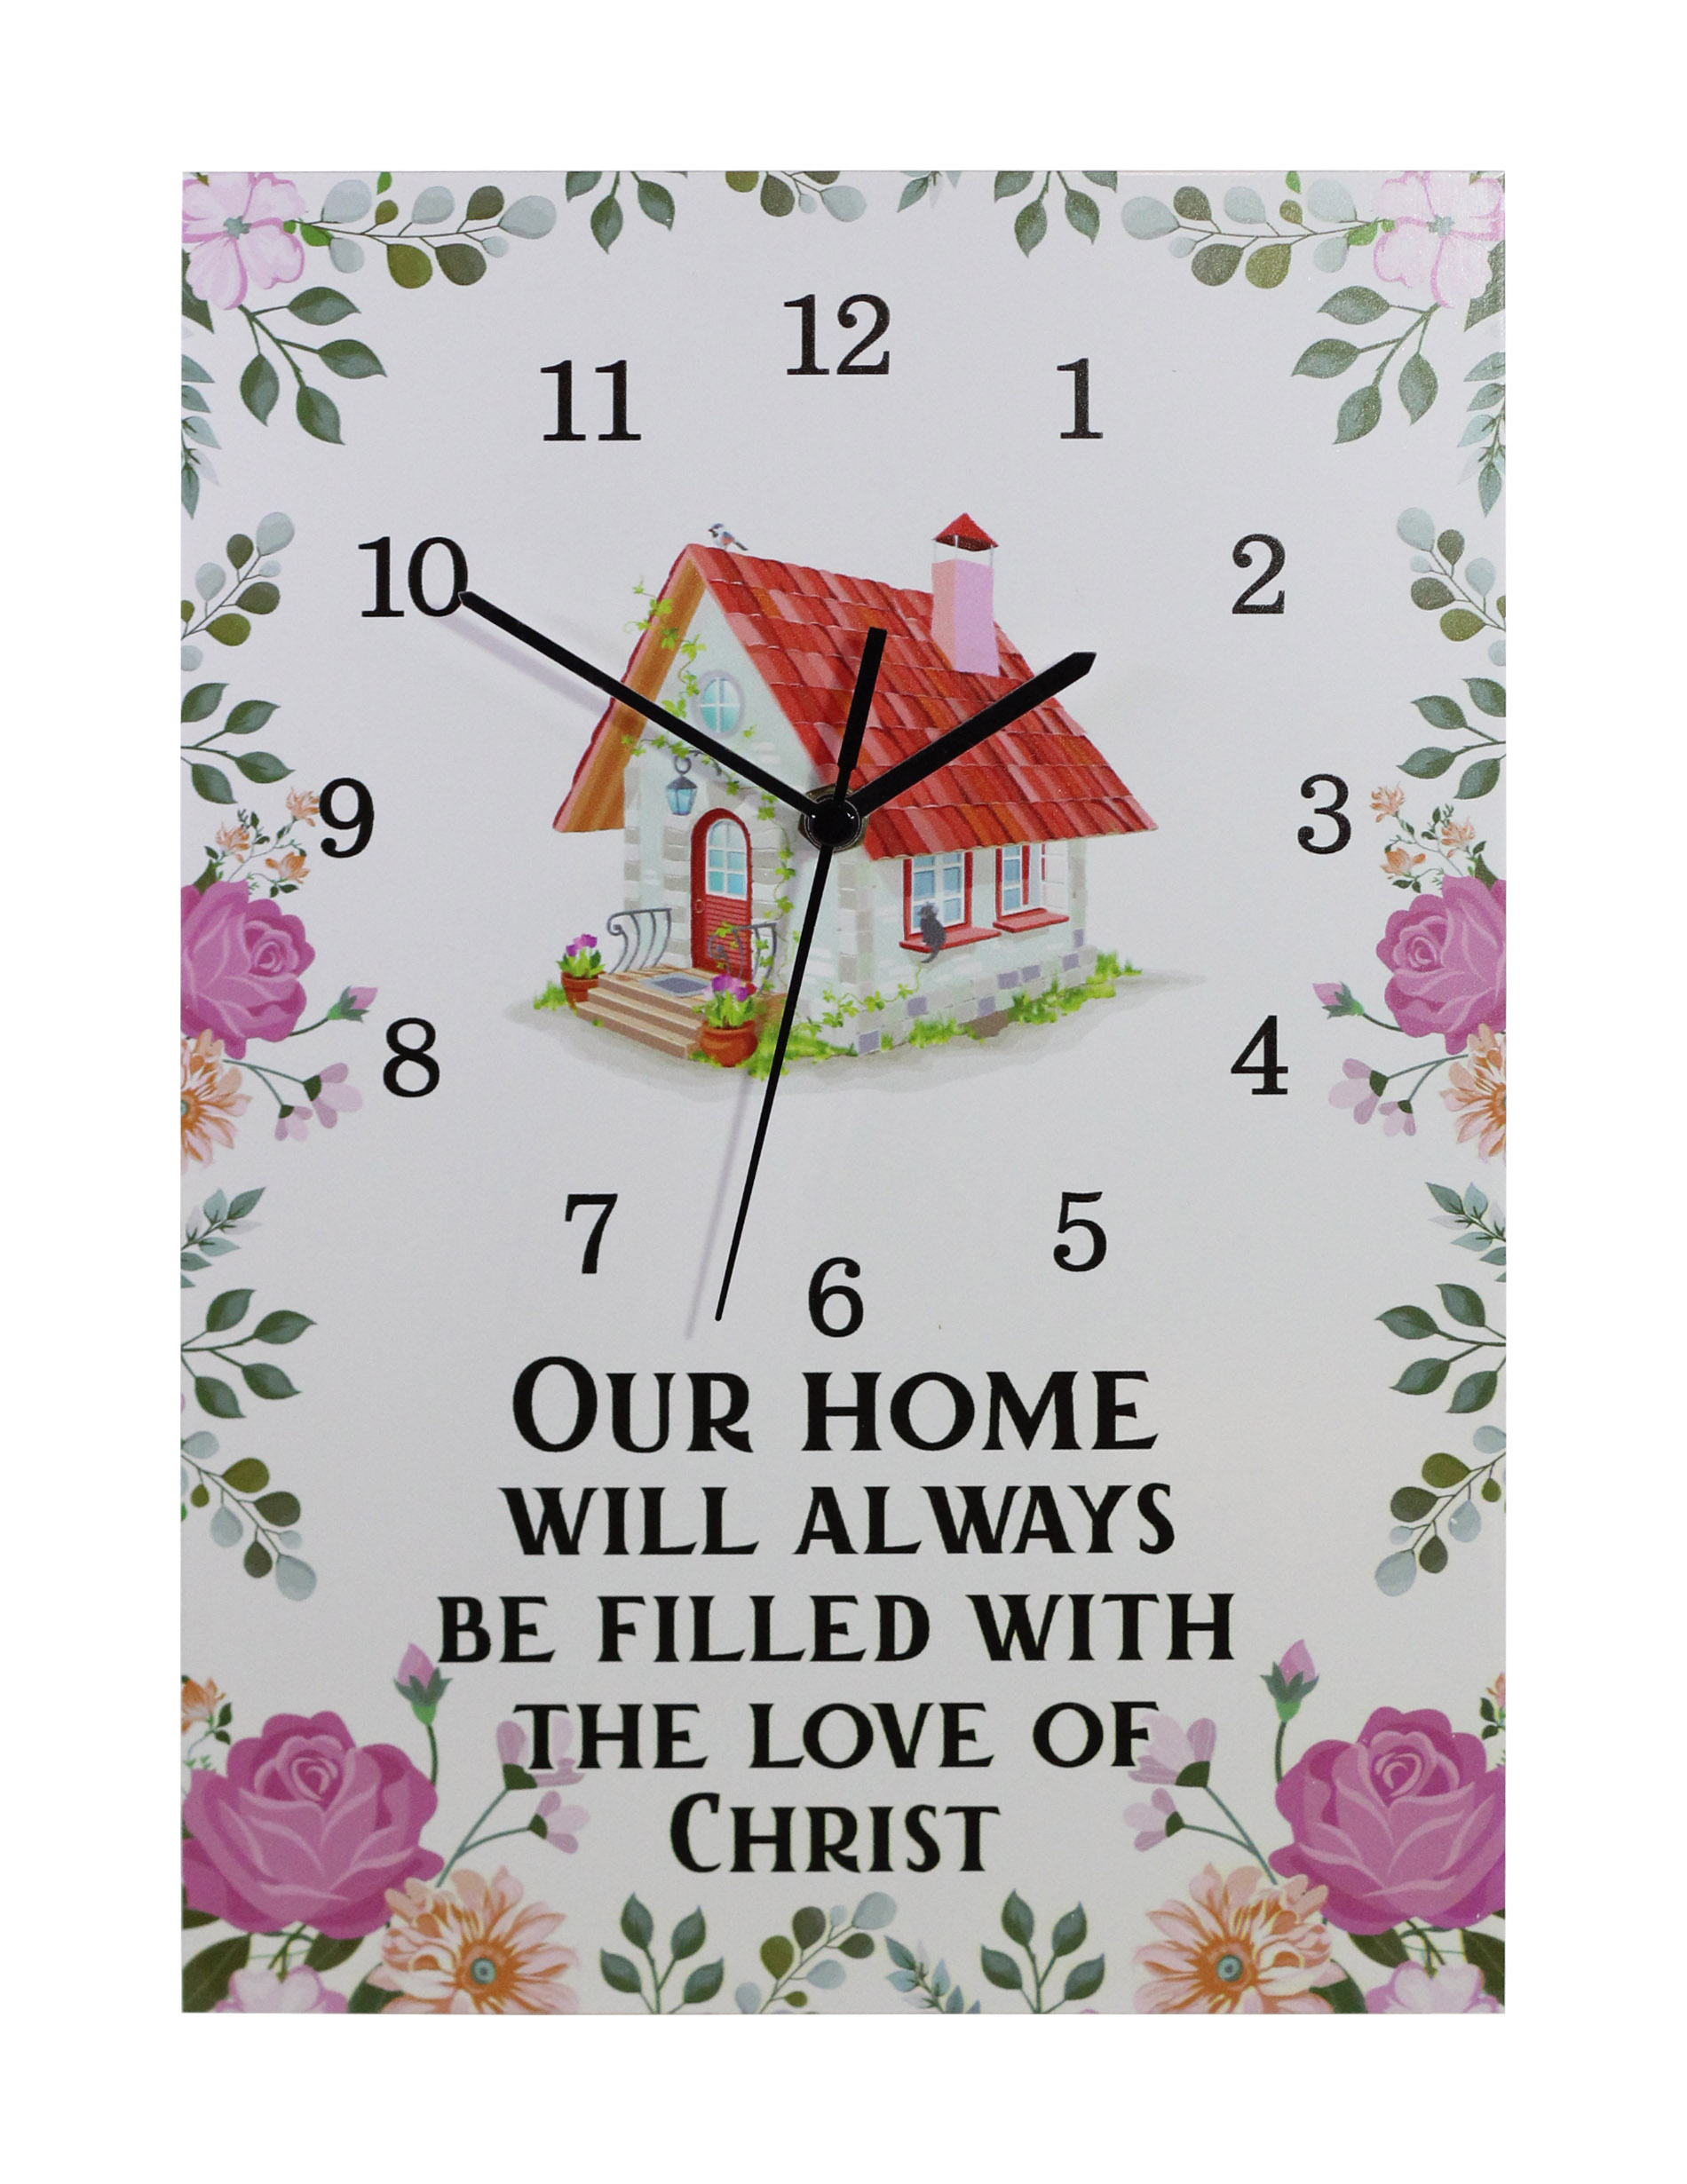 12
11 1
10 2
9 3
8 4
7 5
6
OUR HOME
WILL ALWAYS
BE FILLED WITH
THE LOVE OF
CHRIST